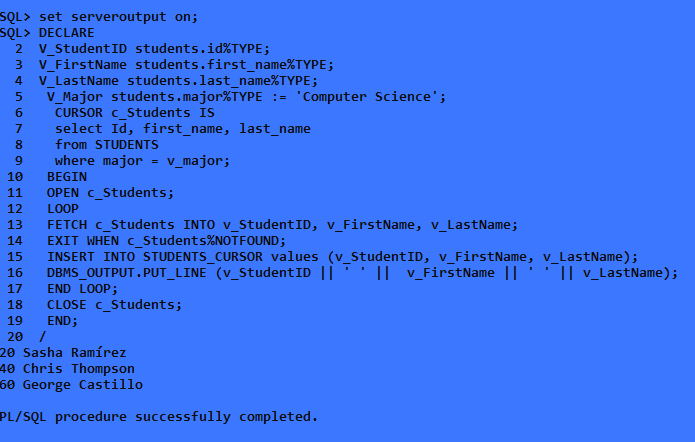 SQL> set serveroutput on;
SQL> DECLARE
2 V_StudentID students.id%TYPE;
3 V_FirstName students.first_name%TYPE;
4 V_LastName students.last_name%TYPE;
5 V_Major students.major%TYPE := 'Computer Science';
6 CURSOR c_Students IS
7 select Id, first_name, last_name
8 from STUDENTS
9 where major = v_major;
10 BEGIN
11 OPEN c_Students;
12 LOOP
13 FETCH c_Students INTO v_StudentID, v_FirstName, v_LastName;
14 EXIT WHEN c_Students%NOTFOUND;
15 INSERT INTO STUDENTS_CURSOR values (v_StudentID, v_FirstName, v_LastName);
16 DBMS_OUTPUT.PUT_LINE (v_StudentID || ' ' ||  v_FirstName || ' ' || v_LastName);
17 END LOOP;
18 CLOSE c_Students;
19 END;
20 /
20 Sasha Ramírez
40 Chris Thompson
60 George Castillo
PL/SQL procedure successfully completed.